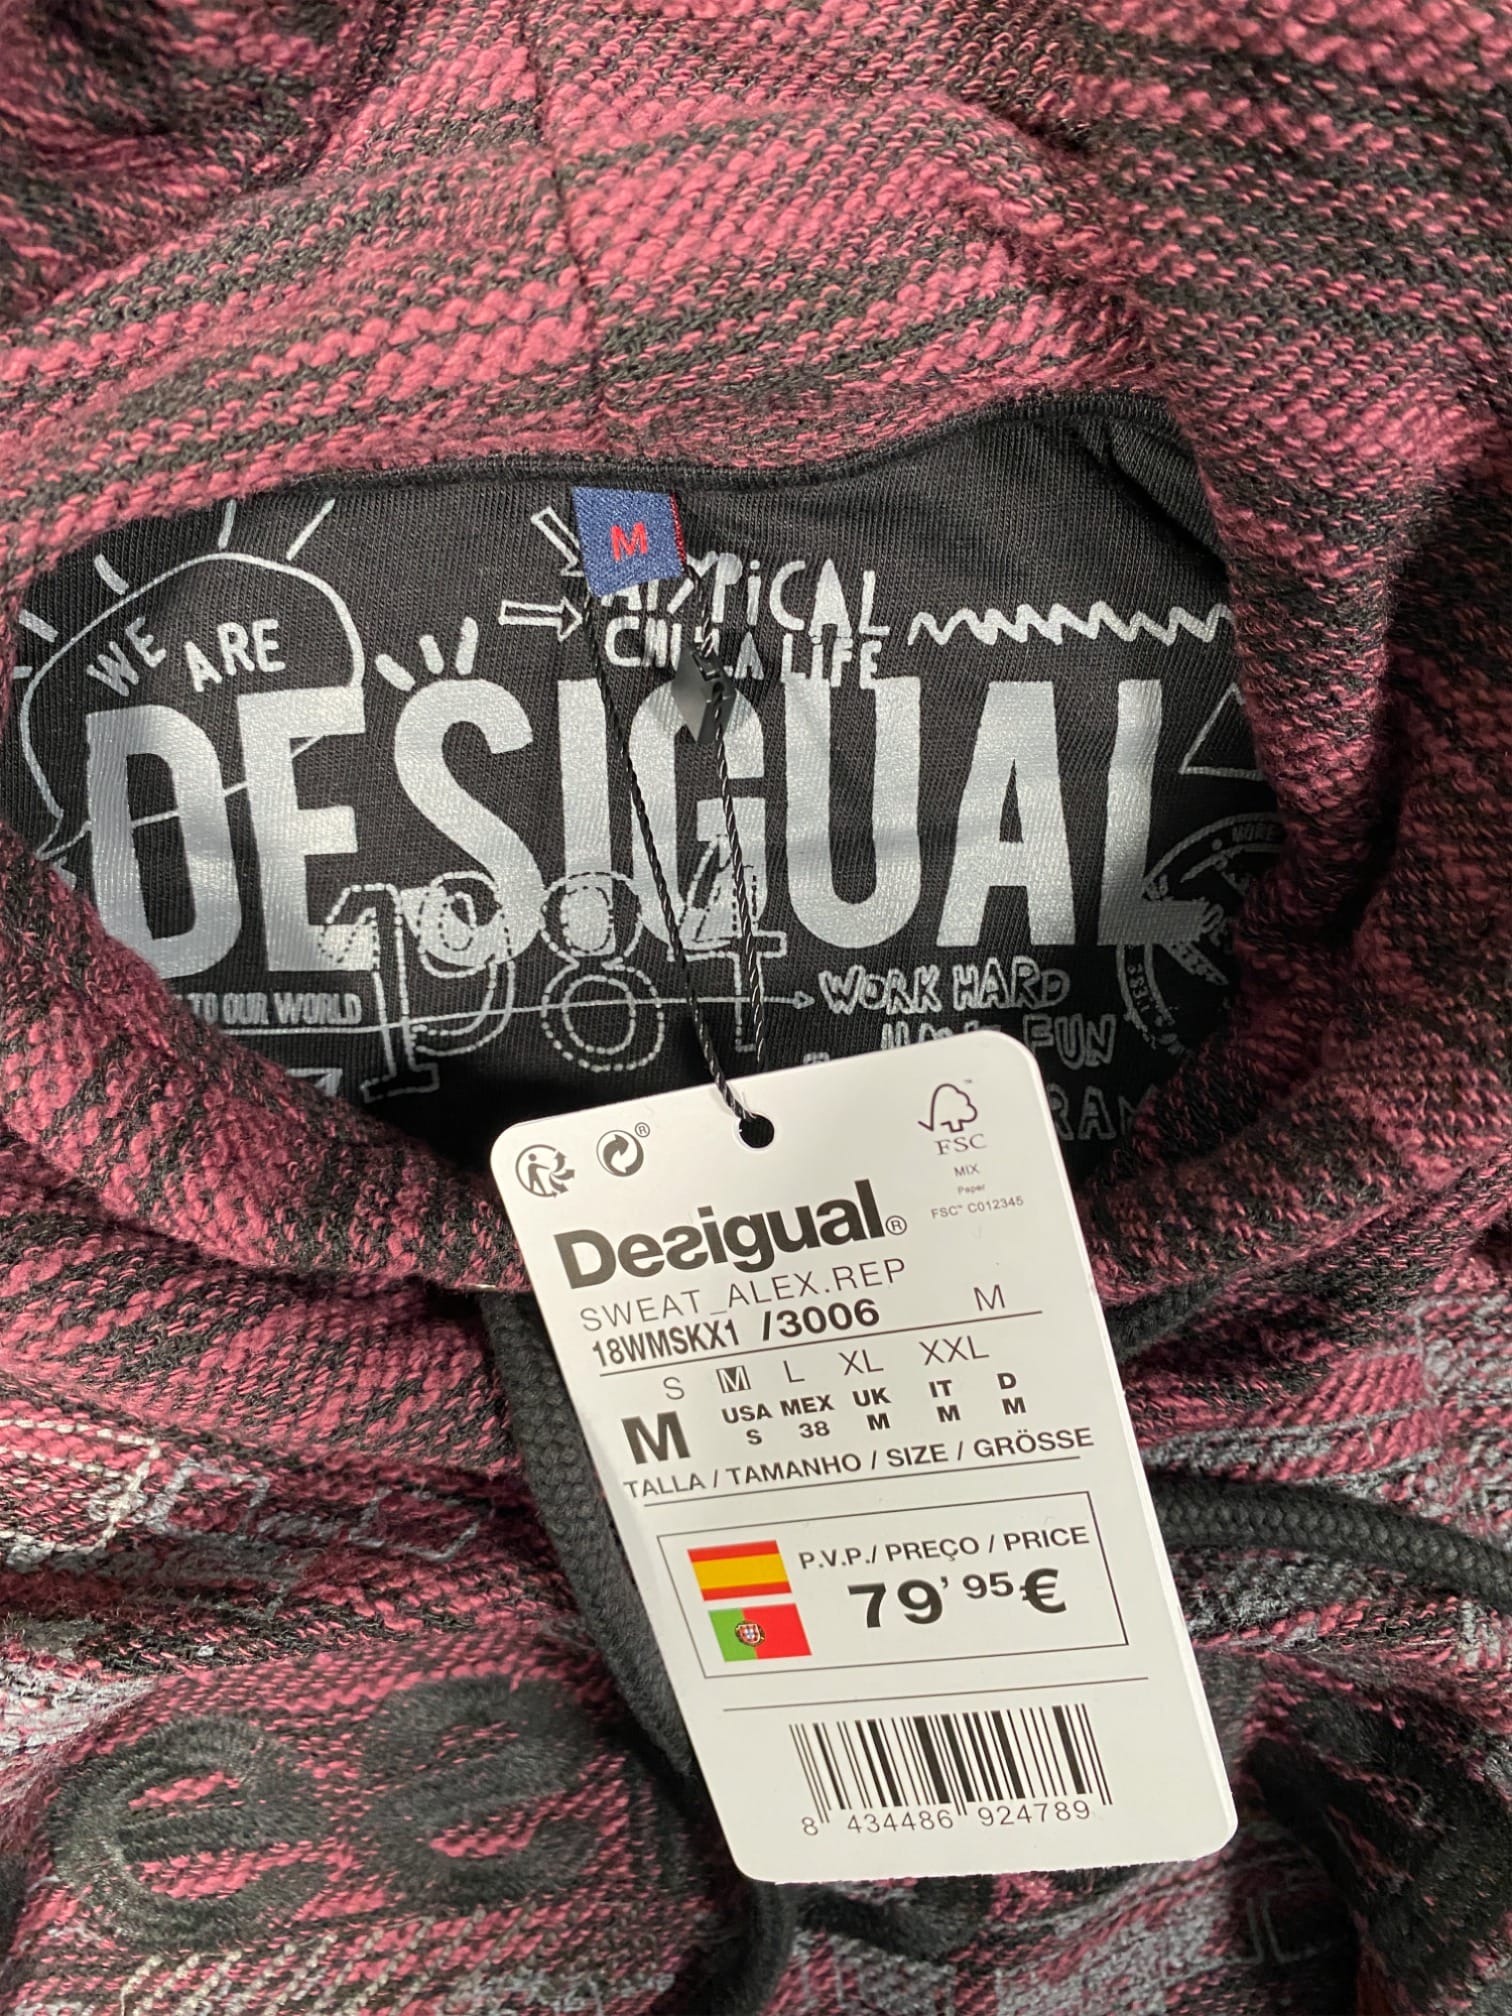 M
ATYPICAL
LIFE
WE ARE
DESIGUAL
1984
TO OUR WORLD
WORK HARD
FUN
FSC
MIX
Paper
FSC™ C012345
Desigual®
SWEAT_ALEX.REP
18WMSKX1 /3006 M
S M L XL XXL
M USA MEX UK IT D
S 38 M M M
TALLA / TAMANHO / SIZE / GRÖSSE
P.V.P./ PREÇO / PRICE
79'95€
8 434486 924789